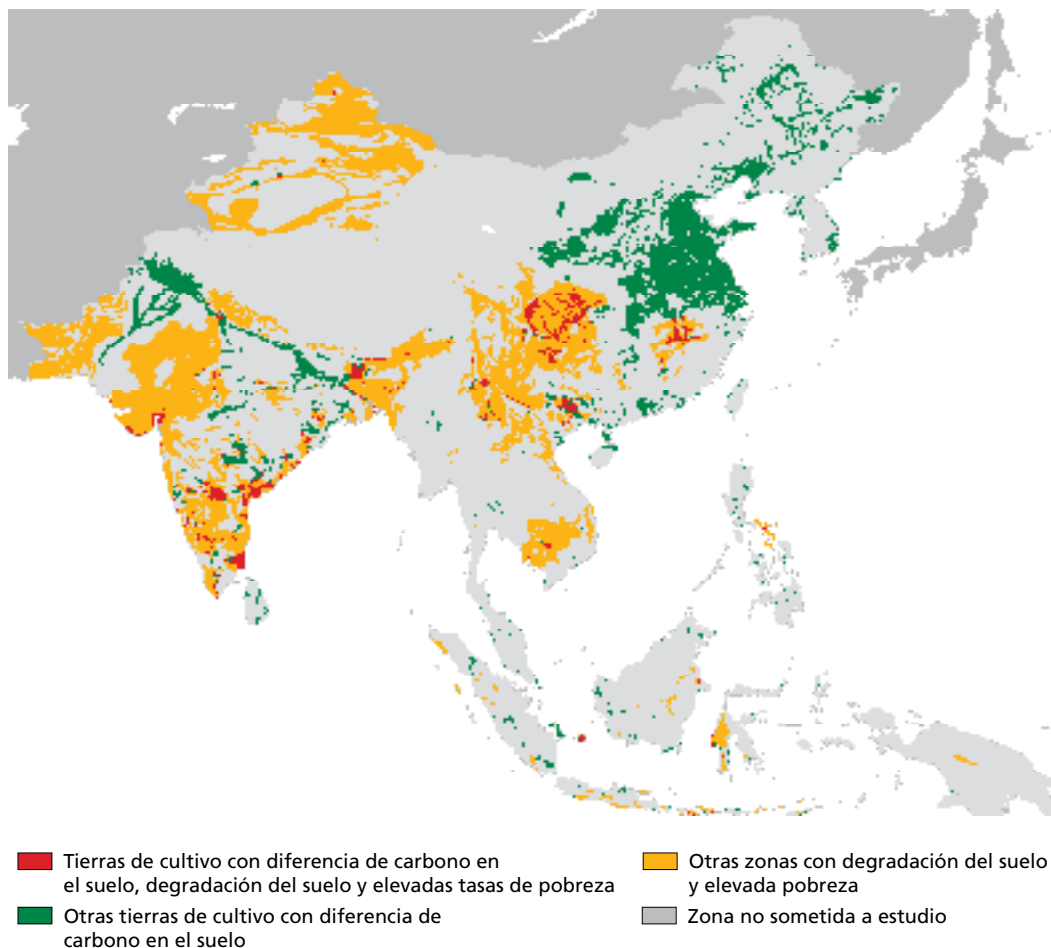 Tierras de cultivo con diferencia de carbono en
el suelo, degradación del suelo y elevadas tasas de pobreza
Otras tierras de cultivo con diferencia de
carbono en el suelo
Otras zonas con degradación del suelo
y elevada pobreza
Zona no sometida a estudio